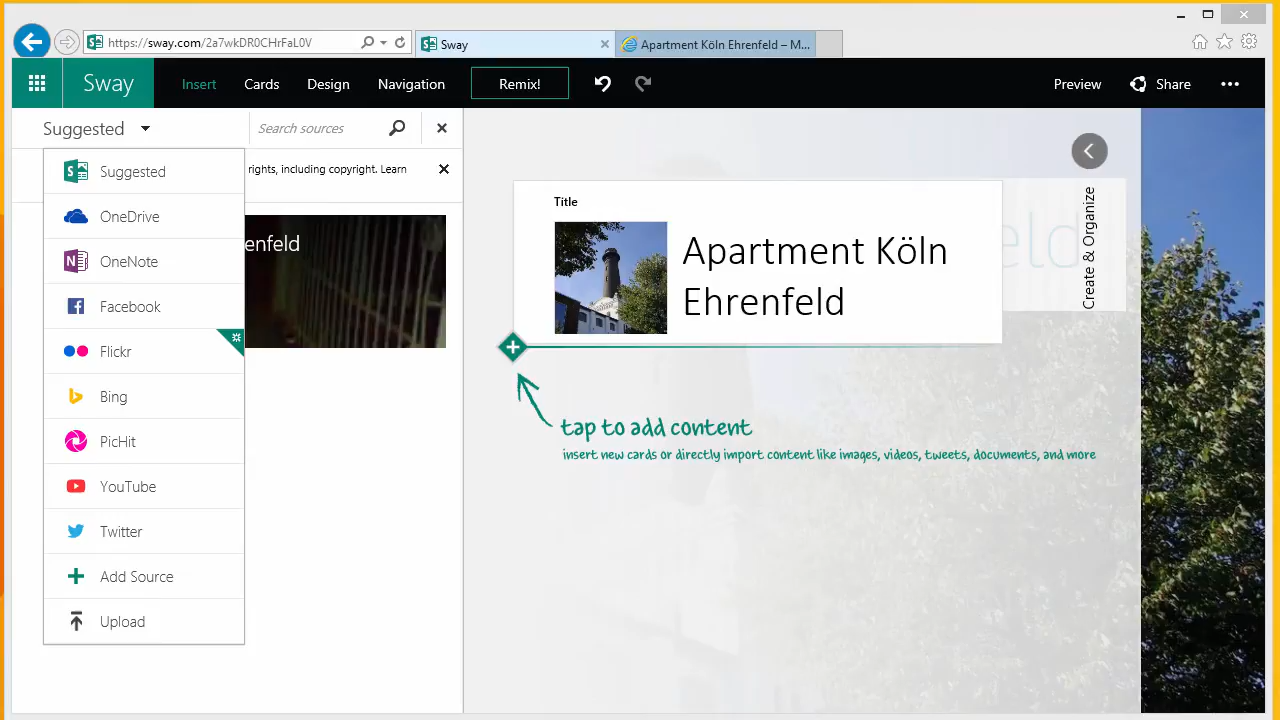 https://sway.com/2a7wkDR0CHrFaL0V
Sway
Apartment Köln Ehrenfeld – M...
Sway
Insert
Cards
Design
Navigation
Remix!
Preview
Share
Suggested
Search sources
Suggested
rights, including copyright. Learn
OneDrive
enfeld
OneNote
Facebook
Flickr
Bing
PicHit
YouTube
Twitter
Add Source
Upload
Title
Apartment Köln
Ehrenfeld
eld
Create & Organize
tap to add content
insert new cards or directly import content like images, videos, tweets, documents, and more